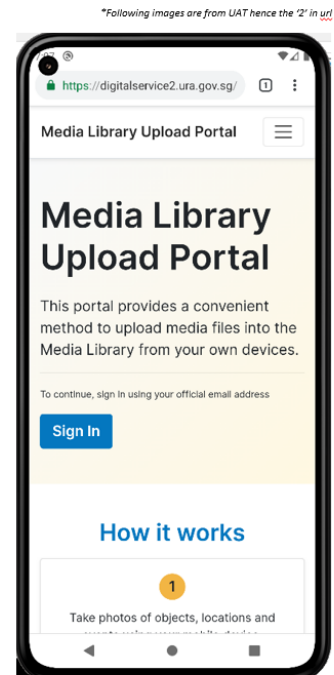 *Following images are from UAT hence the ‘2’ in url
https://digitalservice2.ura.gov.sg/
1
Media Library Upload Portal
Media Library
Upload Portal
This portal provides a convenient
method to upload media files into the
Media Library from your own devices.
To continue, sign in using your official email address
Sign In
How it works
1
Take photos of objects, locations and